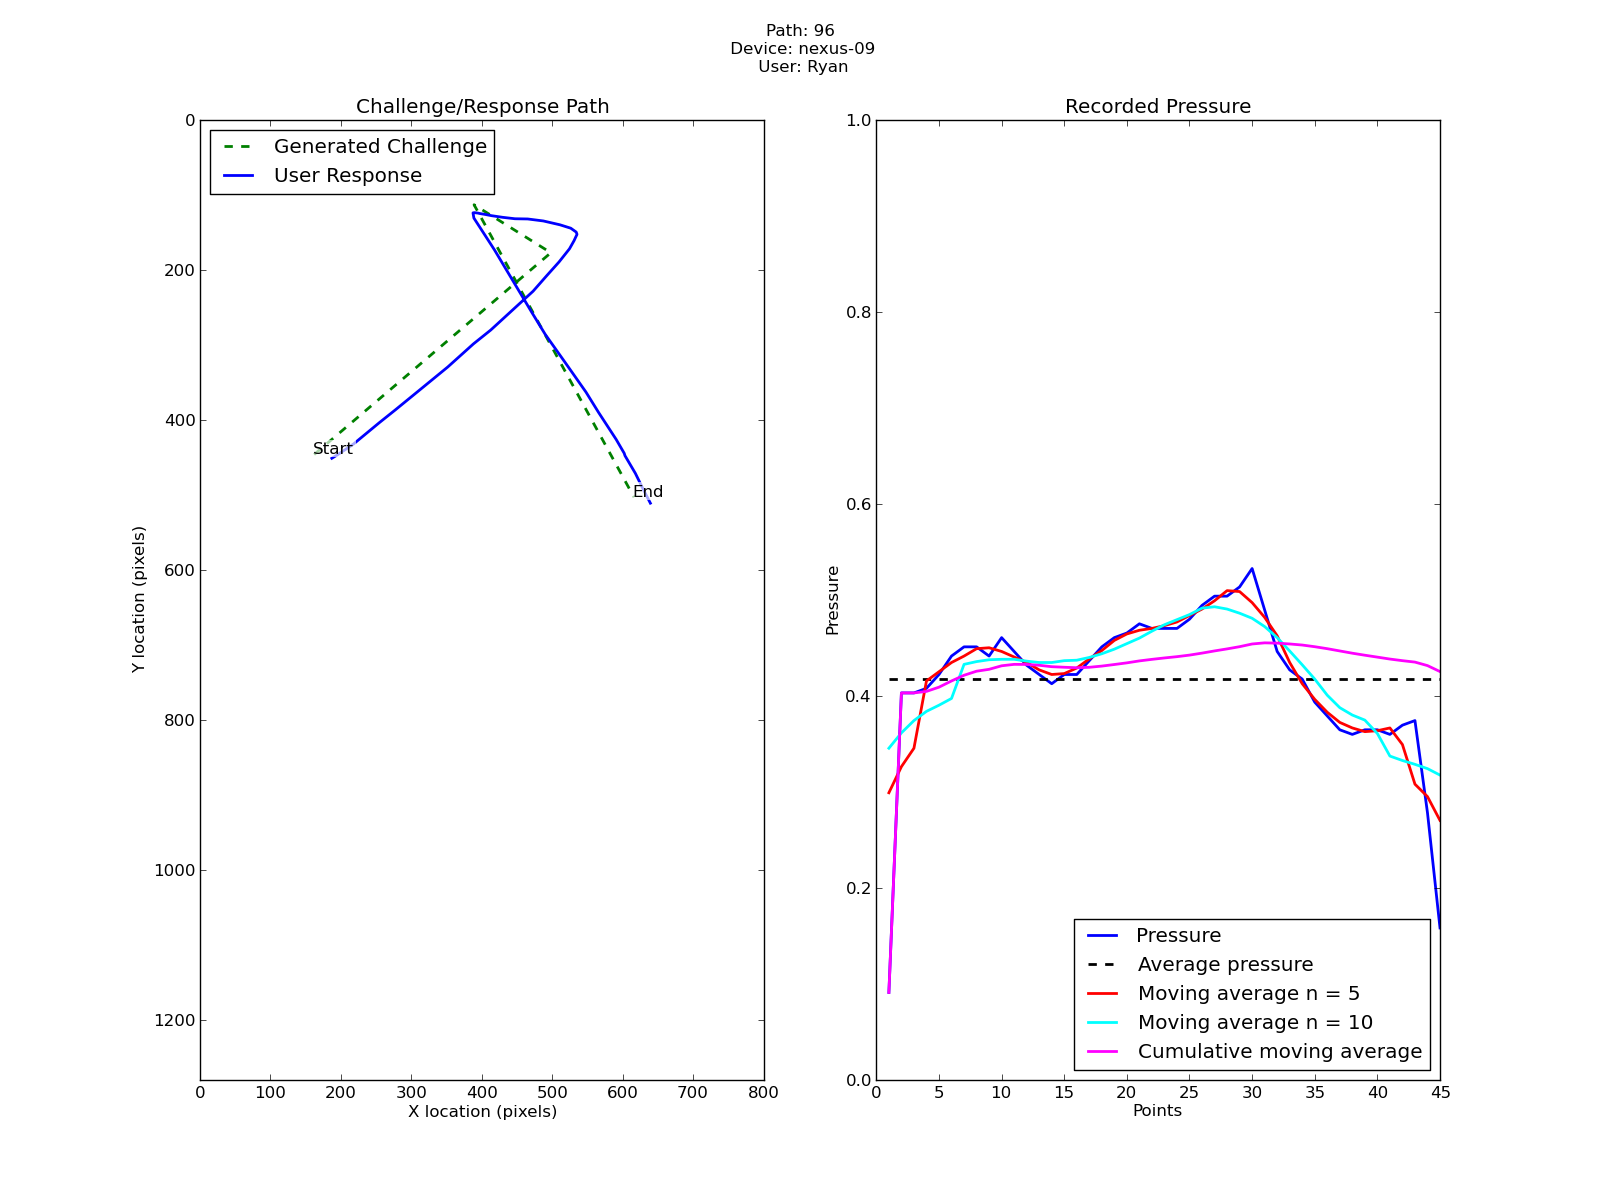 Path: 96
Device: nexus-09
User: Ryan
Challenge/Response Path
Generated Challenge
User Response
Start
End
0
200
400
600
800
1000
1200
Y location (pixels)
0 100 200 300 400 500 600 700 800
X location (pixels)
Recorded Pressure
1.0
0.8
0.6
0.4
0.2
0.0
Pressure
Pressure
Average pressure
Moving average n = 5
Moving average n = 10
Cumulative moving average
0 5 10 15 20 25 30 35 40 45
Points